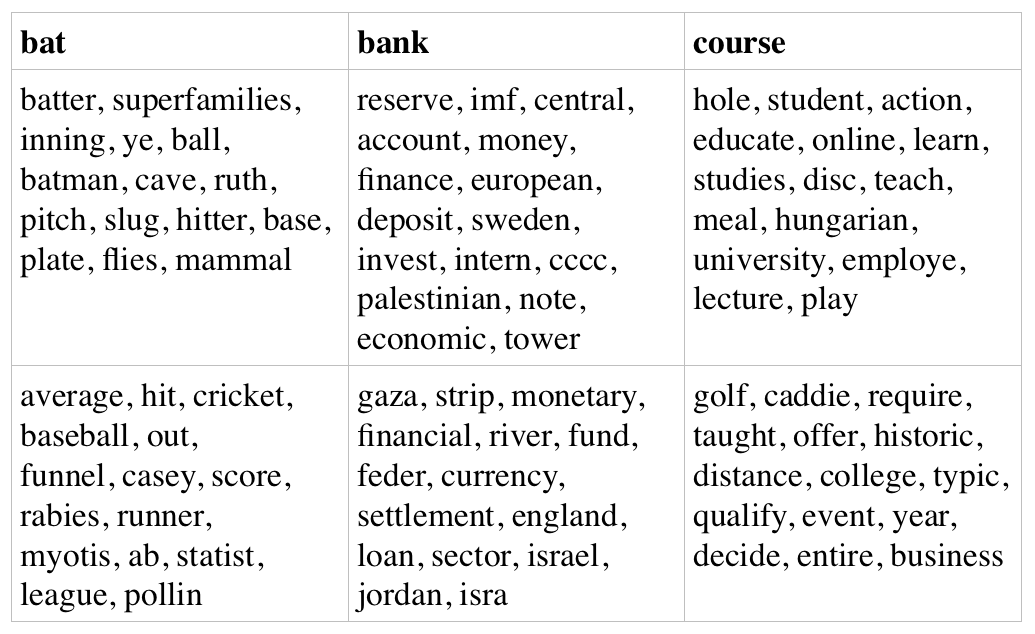 bat
bank
course
batter, superfamilies,
inning, ye, ball,
batman, cave, ruth,
pitch, slug, hitter, base,
plate, flies, mammal
reserve, imf, central,
account, money,
finance, european,
deposit, sweden,
invest, intern, cccc,
palestinian, note,
economic, tower
hole, student, action,
educate, online, learn,
studies, disc, teach,
meal, hungarian,
university, employe,
lecture, play
average, hit, cricket,
baseball, out,
funnel, casey, score,
rabies, runner,
myotis, ab, statist,
league, pollin
gaza, strip, monetary,
financial, river, fund,
feder, currency,
settlement, england,
loan, sector, israel,
jordan, isra
golf, caddie, require,
taught, offer, historic,
distance, college, typic,
qualify, event, year,
decide, entire, business